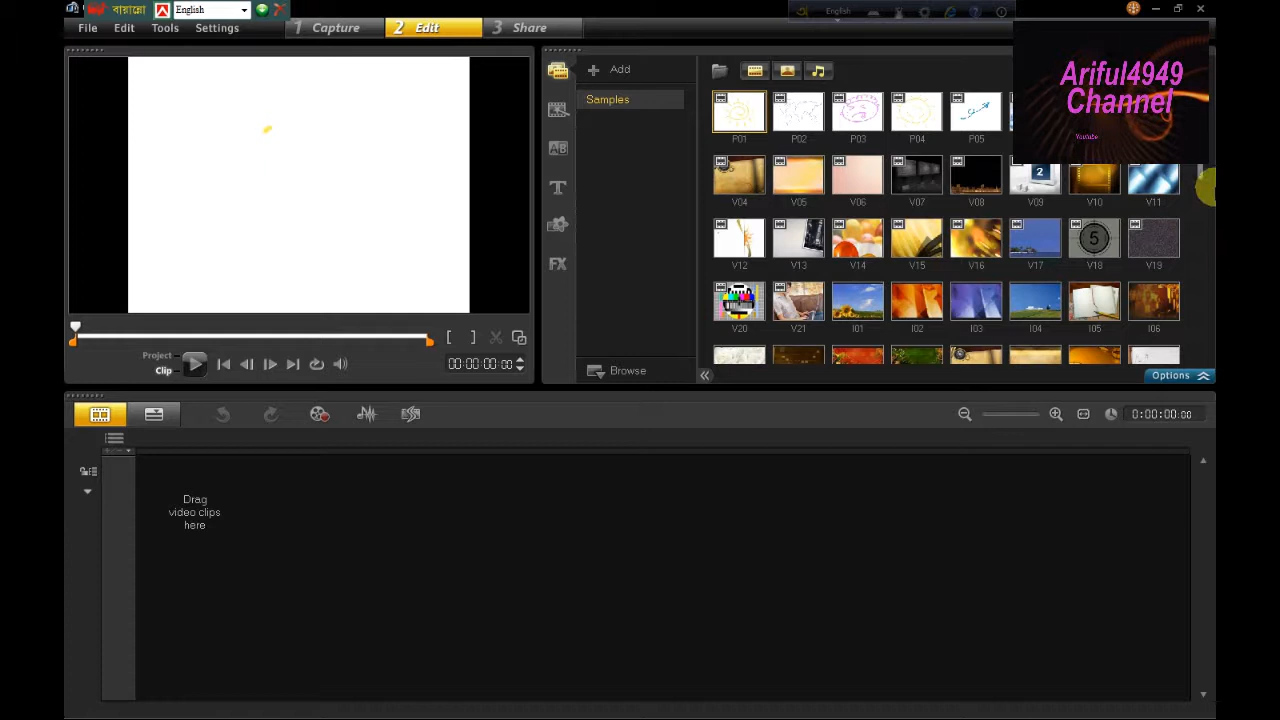 বায়ান্নো
English
English
File
Edit
Tools
Settings
1 Capture
2 Edit
3 Share
Ariful4949
Channel
Youtube
Add
Samples
P01
P02
P03
P04
P05
V04
V05
V06
V07
V08
V09
V10
V11
V12
V13
V14
V15
V16
V17
V18
V19
V20
V21
I01
I02
I03
I04
I05
I06
Browse
Options
Project
Clip
00:00:00:00
0:00:00:00
Drag
video clips
here